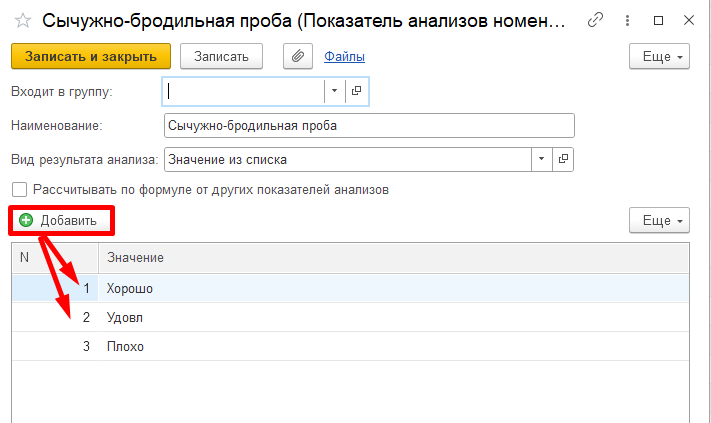 Сычужно-бродильная проба (Показатель анализов номен...
Записать и закрыть Записать Файлы Еще
Входит в группу:
Наименование: Сычужно-бродильная проба
Вид результата анализа: Значение из списка
Рассчитывать по формуле от других показателей анализов
Добавить Еще
N Значение
1 Хорошо
2 Удовл
3 Плохо